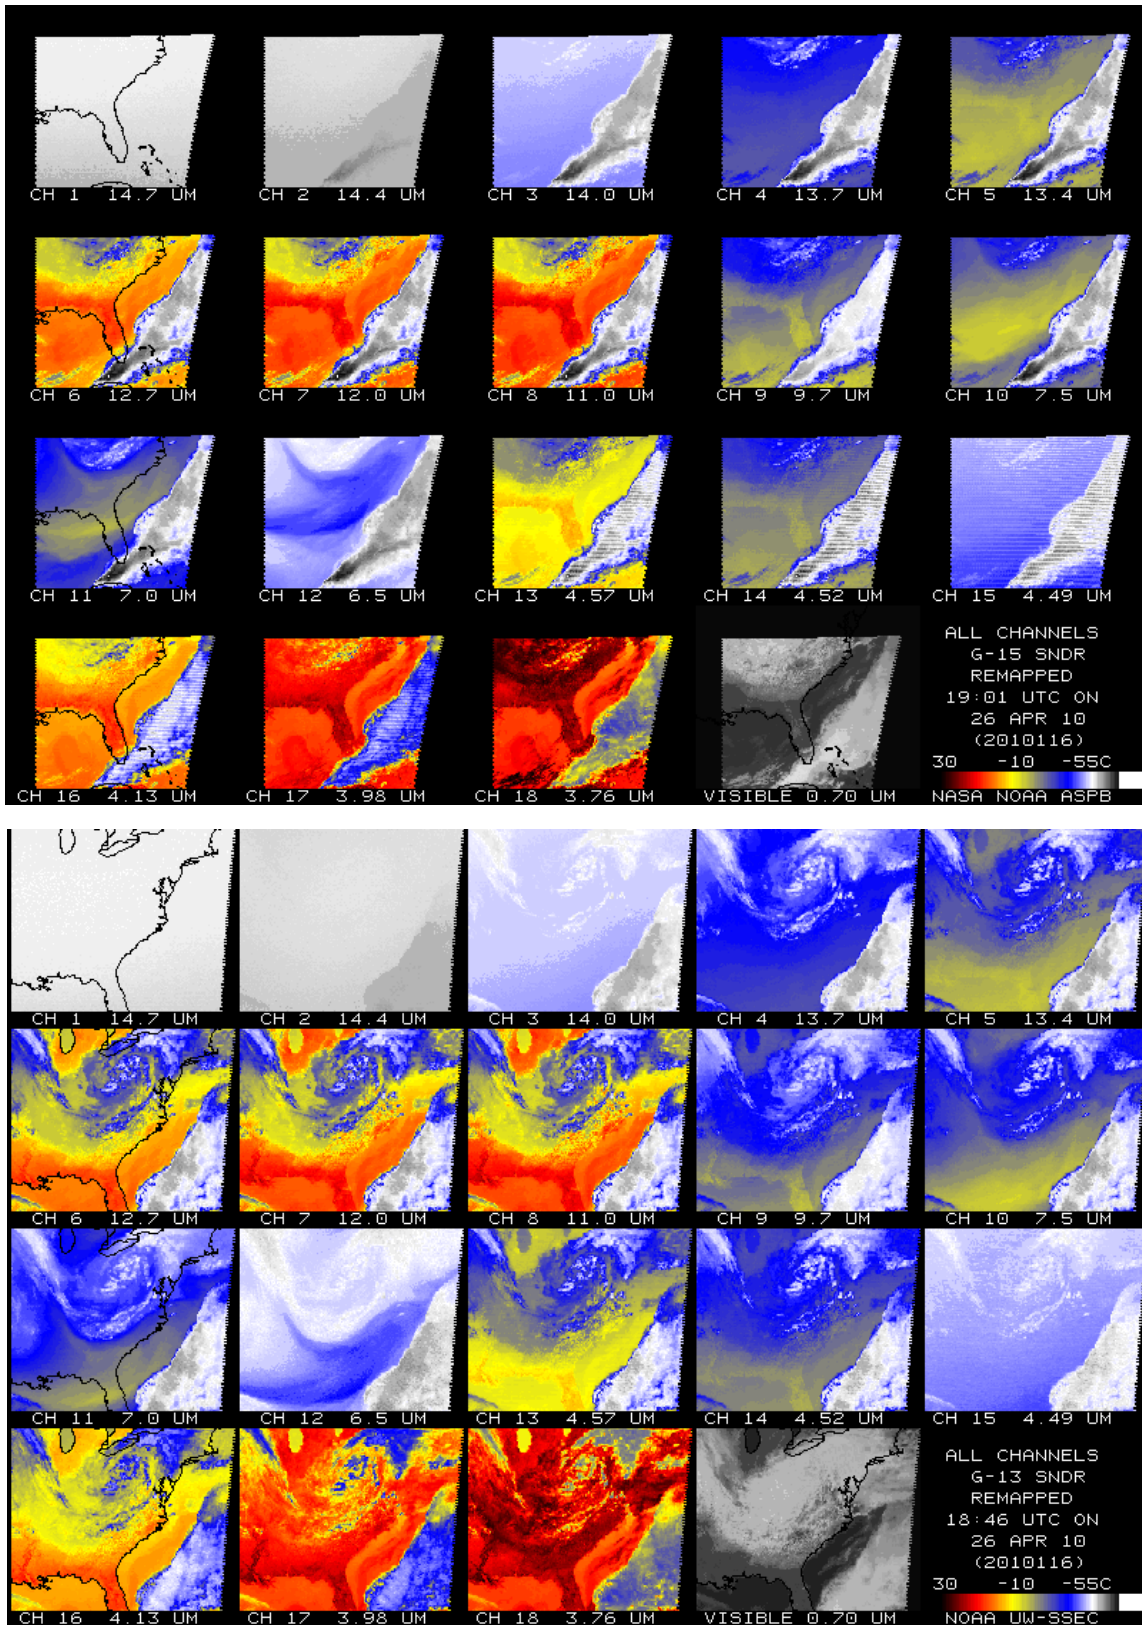 CH 1 14.7 UM
CH 2 14.4 UM
CH 3 14.0 UM
CH 4 13.7 UM
CH 5 13.4 UM
CH 6 12.7 UM
CH 7 12.0 UM
CH 8 11.0 UM
CH 9 9.7 UM
CH 10 7.5 UM
CH 11 7.0 UM
CH 12 6.5 UM
CH 13 4.57 UM
CH 14 4.52 UM
CH 15 4.49 UM
CH 16 4.13 UM
CH 17 3.98 UM
CH 18 3.76 UM
VISIBLE 0.70 UM
ALL CHANNELS
G-15 SNDR
REMAPPED
19:01 UTC ON
26 APR 10
(2010116)
30 -10 -55C
NASA NOAA ASPB
CH 1 14.7 UM
CH 2 14.4 UM
CH 3 14.0 UM
CH 4 13.7 UM
CH 5 13.4 UM
CH 6 12.7 UM
CH 7 12.0 UM
CH 8 11.0 UM
CH 9 9.7 UM
CH 10 7.5 UM
CH 11 7.0 UM
CH 12 6.5 UM
CH 13 4.57 UM
CH 14 4.52 UM
CH 15 4.49 UM
CH 16 4.13 UM
CH 17 3.98 UM
CH 18 3.76 UM
VISIBLE 0.70 UM
ALL CHANNELS
G-13 SNDR
REMAPPED
18:46 UTC ON
26 APR 10
(2010116)
30 -10 -55C
NOAA UW-SSEC